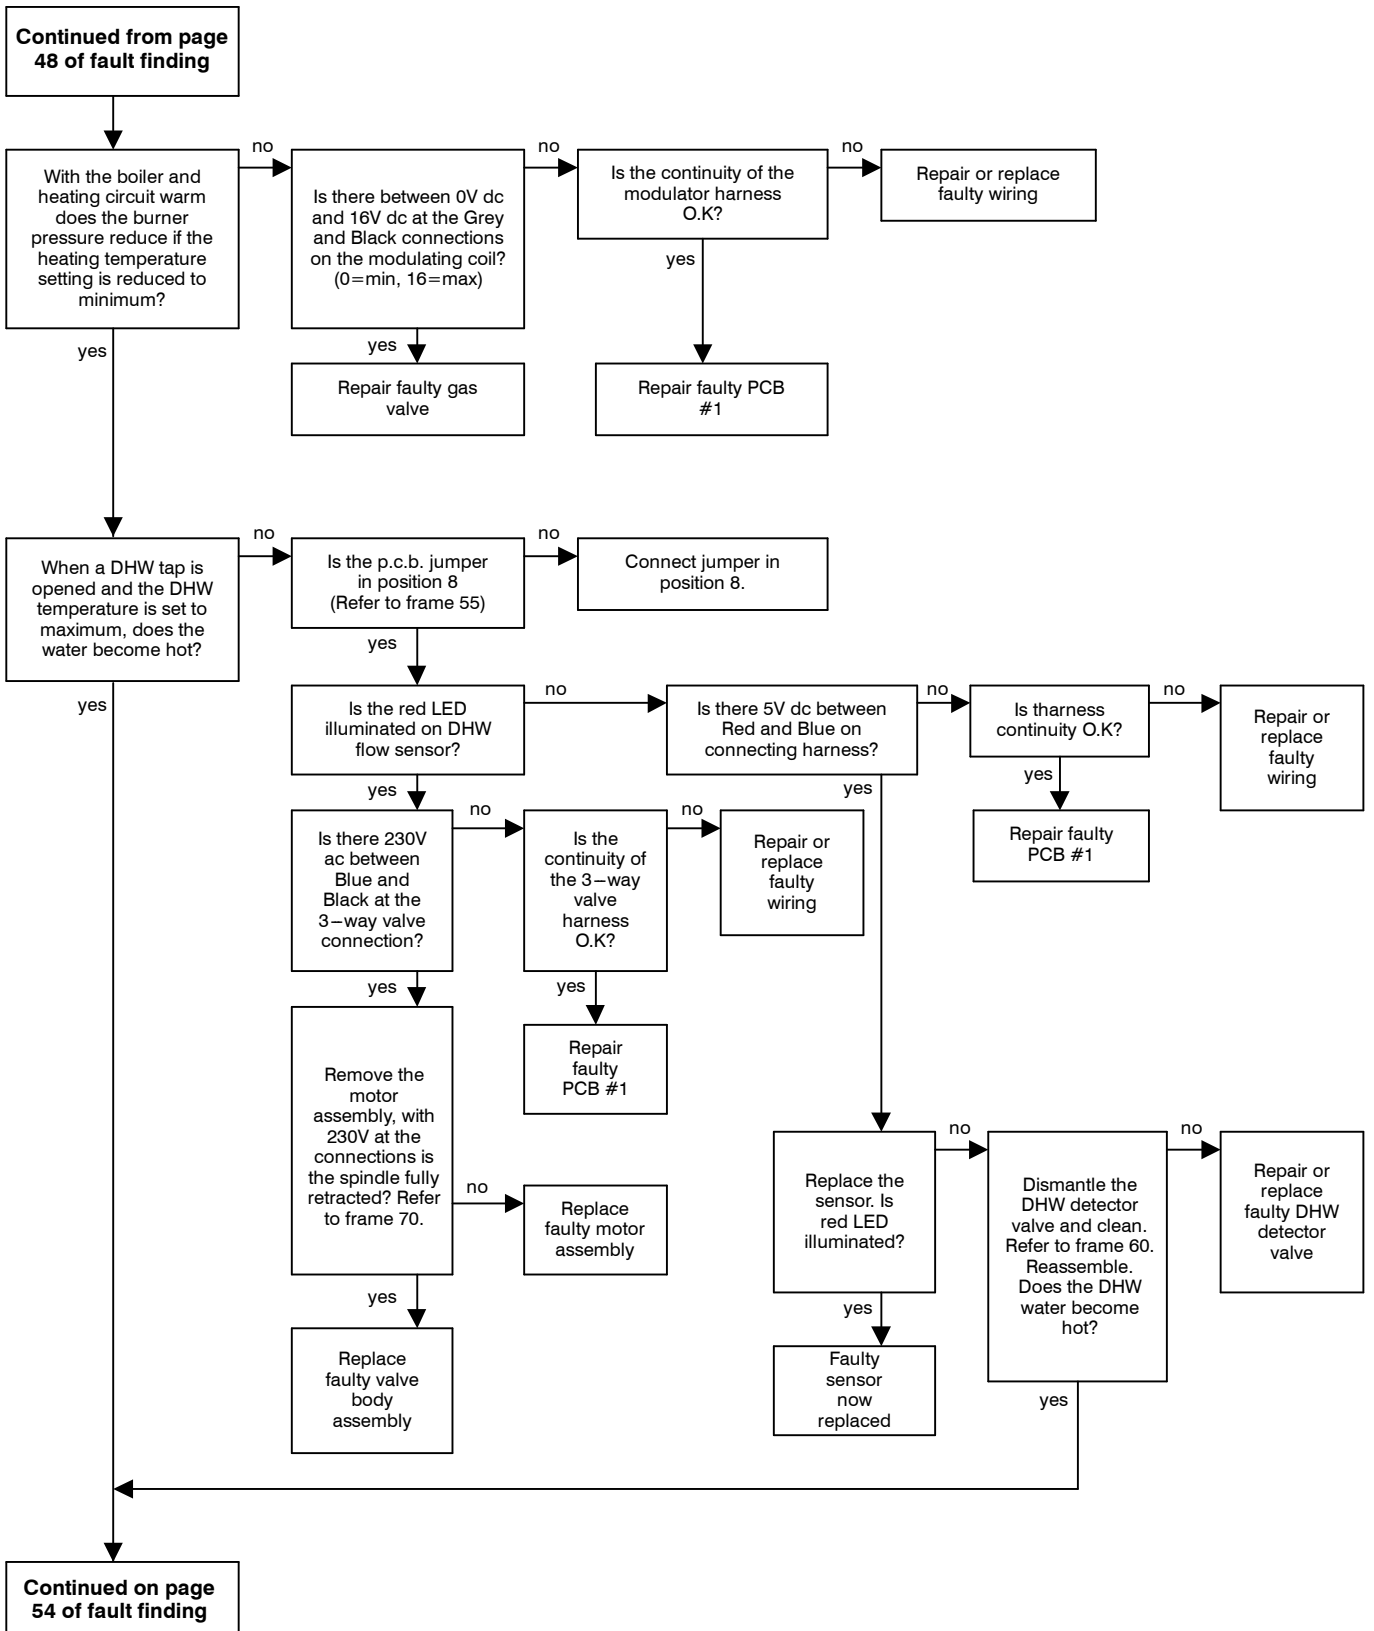 Continued from page
48 of fault finding
no
no
no
With the boiler and
heating circuit warm
does the burner
pressure reduce if the
heating temperature
setting is reduced to
minimum?
Is there between 0V dc
and 16V dc at the Grey
and Black connections
on the modulating coil?
(0=min, 16=max)
Is the continuity of the
modulator harness
O.K?
Repair or replace
faulty wiring
yes
yes
yes
Repair faulty gas
valve
Repair faulty PCB
#1
no
no
When a DHW tap is
opened and the DHW
temperature is set to
maximum, does the
water become hot?
Is the p.c.b. jumper
in position 8
(Refer to frame 55)
Connect jumper in
position 8.
yes
yes
no
no
no
Is the red LED
illuminated on DHW
flow sensor?
Is there 5V dc between
Red and Blue on
connecting harness?
Is tharness
continuity O.K?
Repair or
replace
faulty
wiring
yes
yes
yes
no
no
Is there 230V
ac between
Blue and
Black at the
3−way valve
connection?
Is the
continuity of
the 3−way
valve
harness
O.K?
Repair or
replace
faulty
wiring
Repair faulty
PCB #1
yes
yes
Remove the
motor
assembly, with
230V at the
connections is
the spindle fully
retracted? Refer
to frame 70.
Repair
faulty
PCB #1
no
Replace
faulty motor
assembly
no
no
Replace the
sensor. Is
red LED
illuminated?
Dismantle the
DHW detector
valve and clean.
Refer to frame 60.
Reassemble.
Does the DHW
water become
hot?
Repair or
replace
faulty DHW
detector
valve
yes
yes
yes
Replace
faulty valve
body
assembly
Faulty
sensor
now
replaced
Continued on page
54 of fault finding